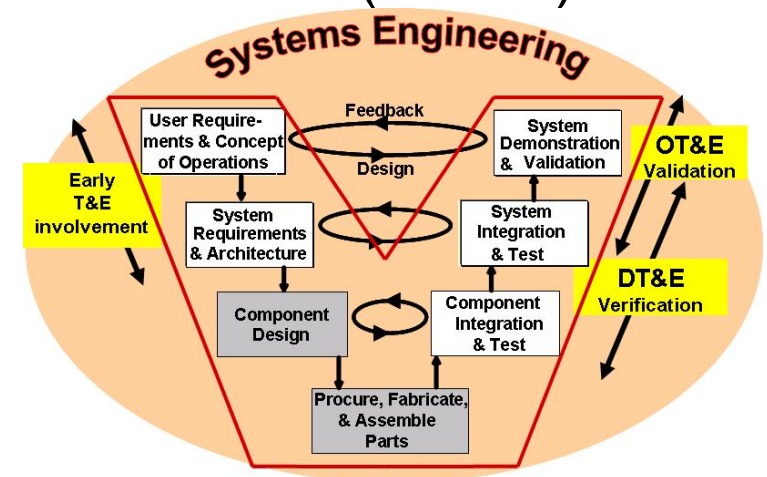 Systems Engineering
Feedback
Design
User Require-
ments & Concept
of Operations
System
Requirements
& Architecture
Component
Design
Procure, Fabricate,
& Assemble
Parts
Component
Integration
& Test
System
Integration
& Test
System
Demonstration
& Validation
Early
T&E
involvement
OT&E
Validation
DT&E
Verification